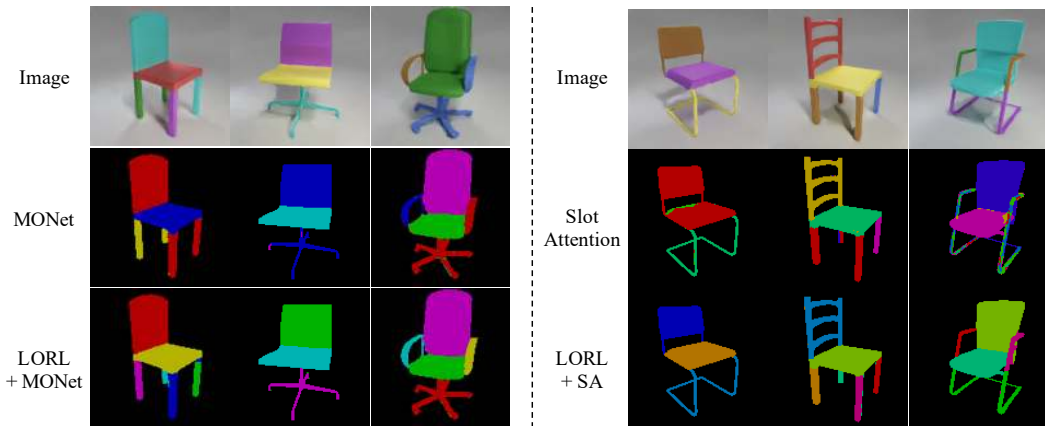 Image
MONet
LORL
+ MONet
Image
Slot
Attention
LORL
+ SA